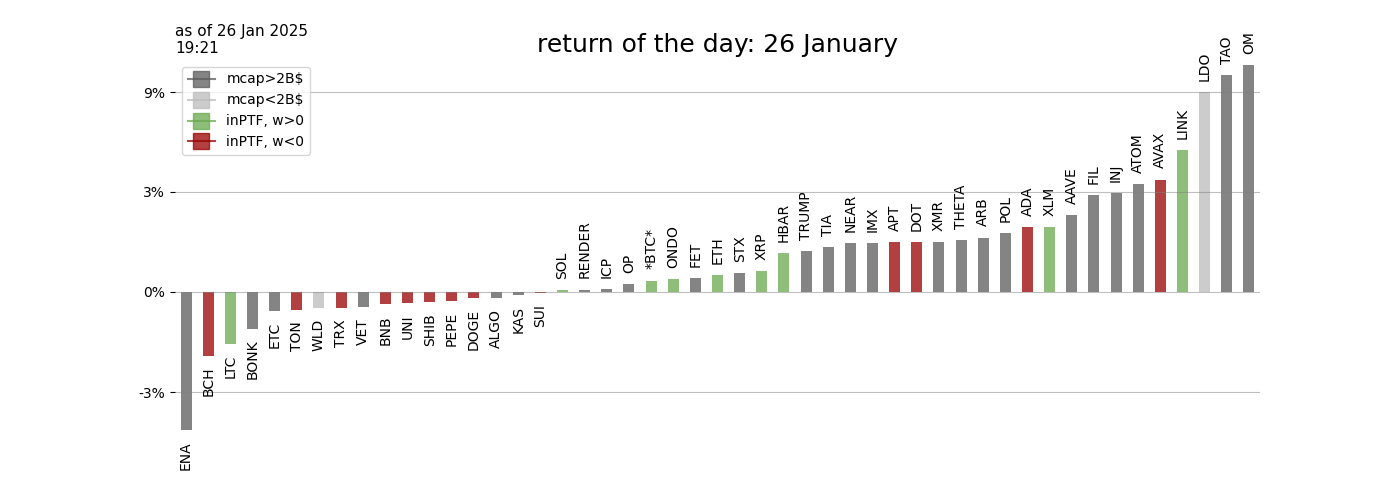 as of 26 Jan 2025
19:21
return of the day: 26 January
mcap>2B$
mcap<2B$
inPTF, w>0
inPTF, w<0
9%
3%
0%
-3%
ENA
BCH
LTC
BONK
ETC
TON
WLD
TRX
VET
BNB
UNI
SHIB
PEPE
DOGE
ALGO
KAS
SUI
SOL
RENDER
ICP
OP
*BTC*
ONDO
FET
ETH
STX
XRP
HBAR
TRUMP
TIA
NEAR
IMX
APT
DOT
XMR
THETA
ARB
POL
ADA
XLM
AAVE
FIL
INJ
ATOM
AVAX
LINK
LDO
TAO
OM